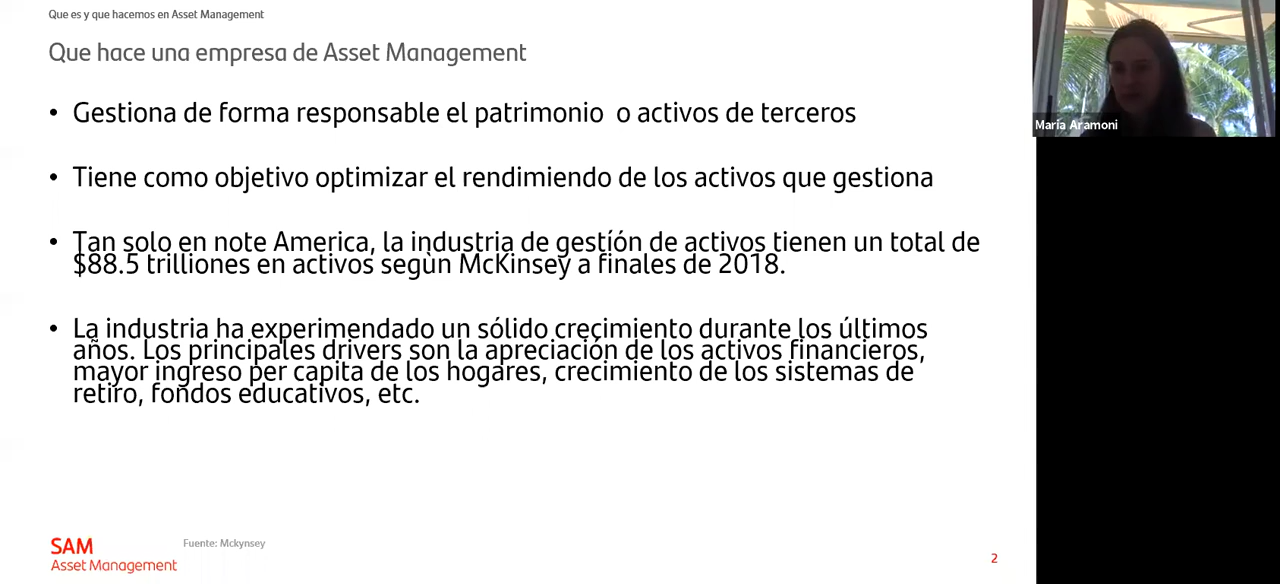 Que es y que hacemos en Asset Management
Que hace una empresa de Asset Management
• Gestiona de forma responsable el patrimonio o activos de terceros
• Tiene como objetivo optimizar el rendimiendo de los activos que gestiona
• Tan solo en note America, la industria de gestíón de activos tienen un total de
$88.5 trilliones en activos segùn McKinsey a finales de 2018.
• La industria ha experimendado un sólido crecimiento durante los últimos
años. Los principales drivers son la apreciación de los activos financieros,
mayor ingreso per capita de los hogares, crecimiento de los sistemas de
retiro, fondos educativos, etc.
SAM
Asset Management
Fuente: Mckynsey
2
María Aramoni